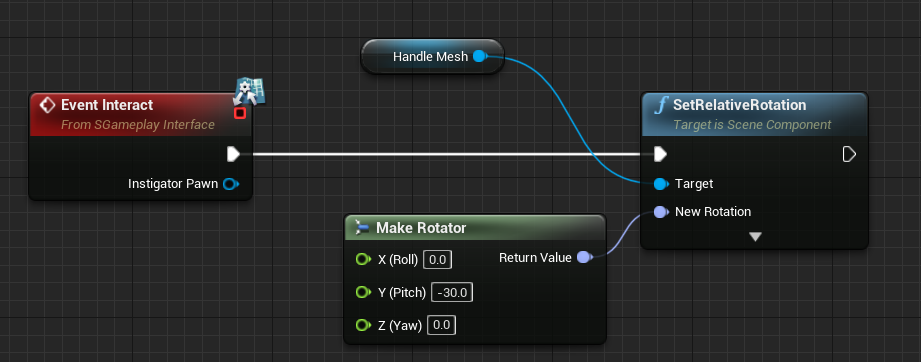 Handle Mesh
Event Interact
From SGameplay Interface
Instigator Pawn
f SetRelativeRotation
Target is Scene Component
Target
New Rotation
Make Rotator
X (Roll) 0.0
Return Value
Y (Pitch) -30.0
Z (Yaw) 0.0